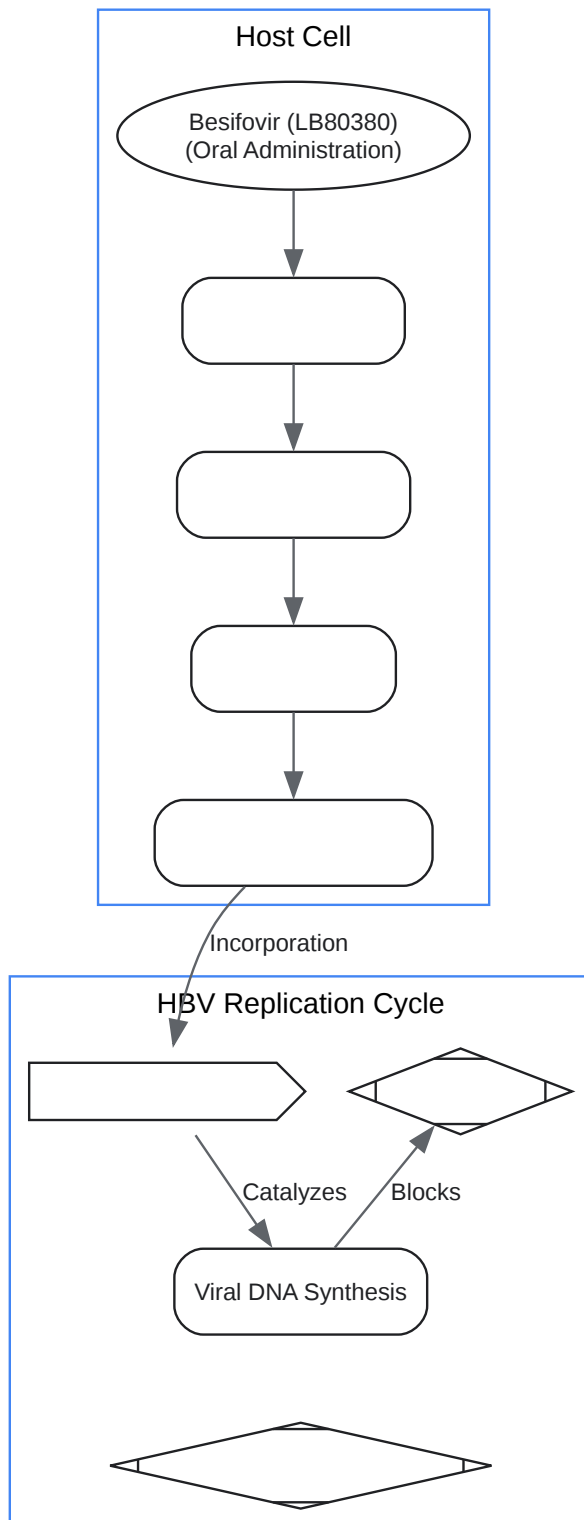 Host Cell
Besifovir (LB80380)
(Oral Administration)
Incorporation
HBV Replication Cycle
Catalyzes
Blocks
Viral DNA Synthesis